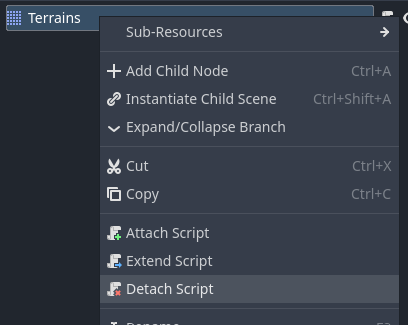 Terrains
Sub-Resources
Add Child Node Ctrl+A
Instantiate Child Scene Ctrl+Shift+A
Expand/Collapse Branch
Cut Ctrl+X
Copy Ctrl+C
Attach Script
Extend Script
Detach Script